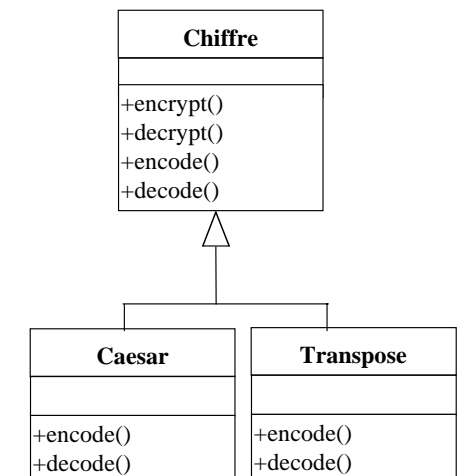 Chiffre
+encrypt()
+decrypt()
+encode()
+decode()
Caesar
+encode()
+decode()
Transpose
+encode()
+decode()